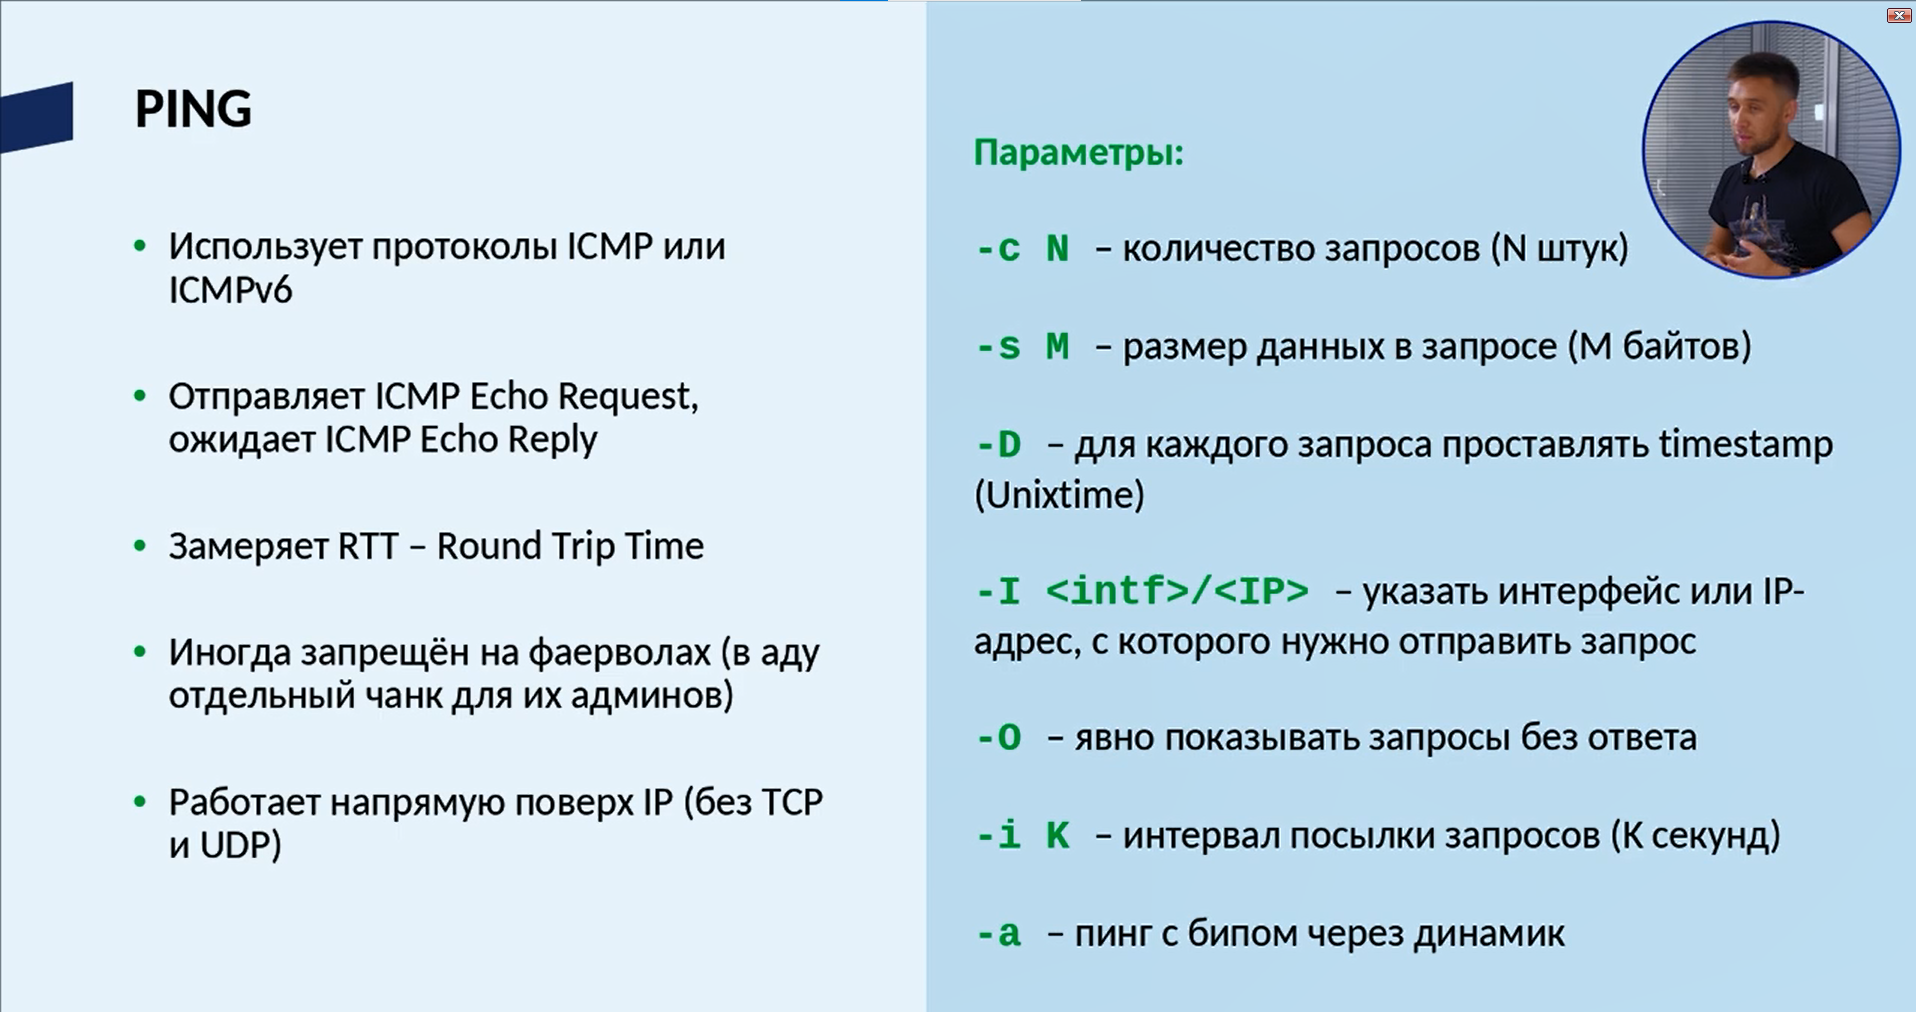 PING
• Использует протоколы ICMP или
ICMPv6
• Отправляет ICMP Echo Request,
ожидает ICMP Echo Reply
• Замеряет RTT – Round Trip Time
• Иногда запрещён на фаерволах (в аду
отдельный чанк для их админов)
• Работает напрямую поверх IP (без TCP
и UDP)
Параметры:
-c N – количество запросов (N штук)
-s M – размер данных в запросе (M байтов)
-D – для каждого запроса проставлять timestamp
(Unixtime)
-I <intf>/<IP> – указать интерфейс или IP-
адрес, с которого нужно отправить запрос
-O – явно показывать запросы без ответа
-i K – интервал посылки запросов (K секунд)
-a – пинг с бипом через динамик